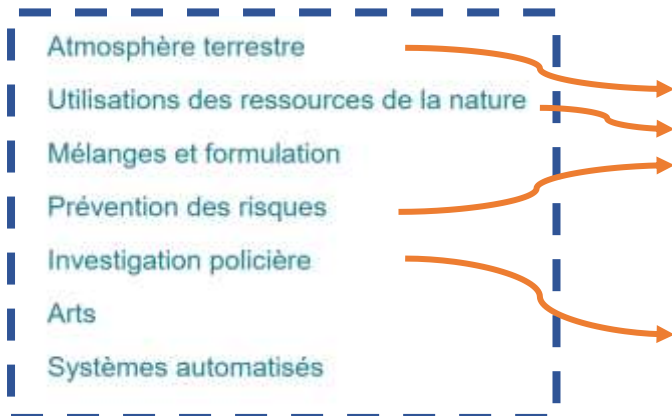 Atmosphère terrestre
Utilisations des ressources de la nature
Mélanges et formulation
Prévention des risques
Investigation policière
Arts
Systèmes automatisés